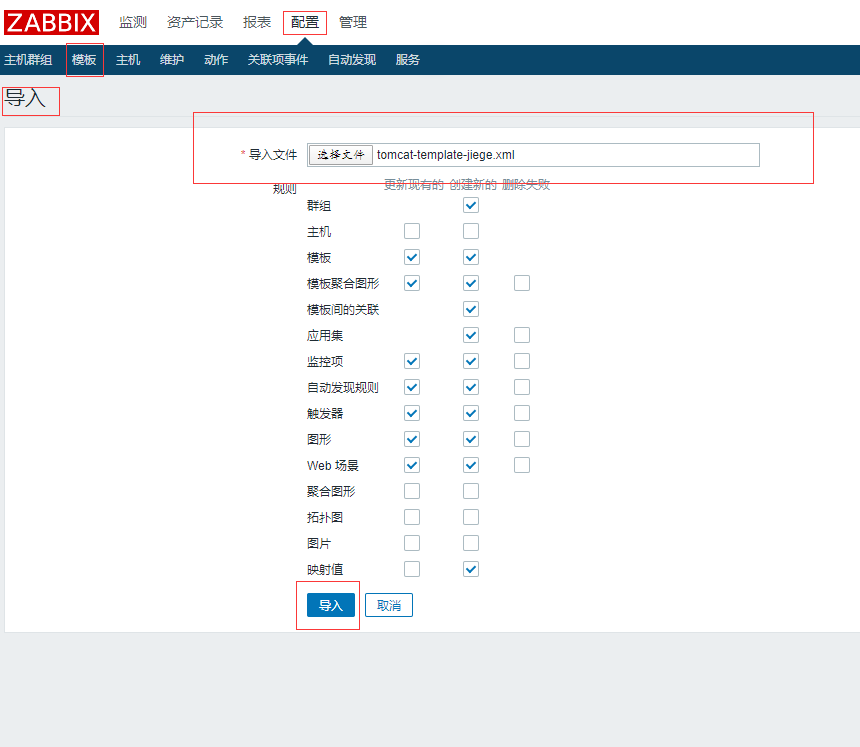 ZABBIX 监测 资产记录 报表 配置 管理
主机群组 模板 主机 维护 动作 关联项事件 自动发现 服务
导入
* 导入文件 选择文件 tomcat-template-jiege.xml
规则 更新现有的 创建新的 删除失败
群组
主机
模板
模板聚合图形
模板间的关联
应用集
监控项
自动发现规则
触发器
图形
Web 场景
聚合图形
拓扑图
图片
映射值
导入 取消